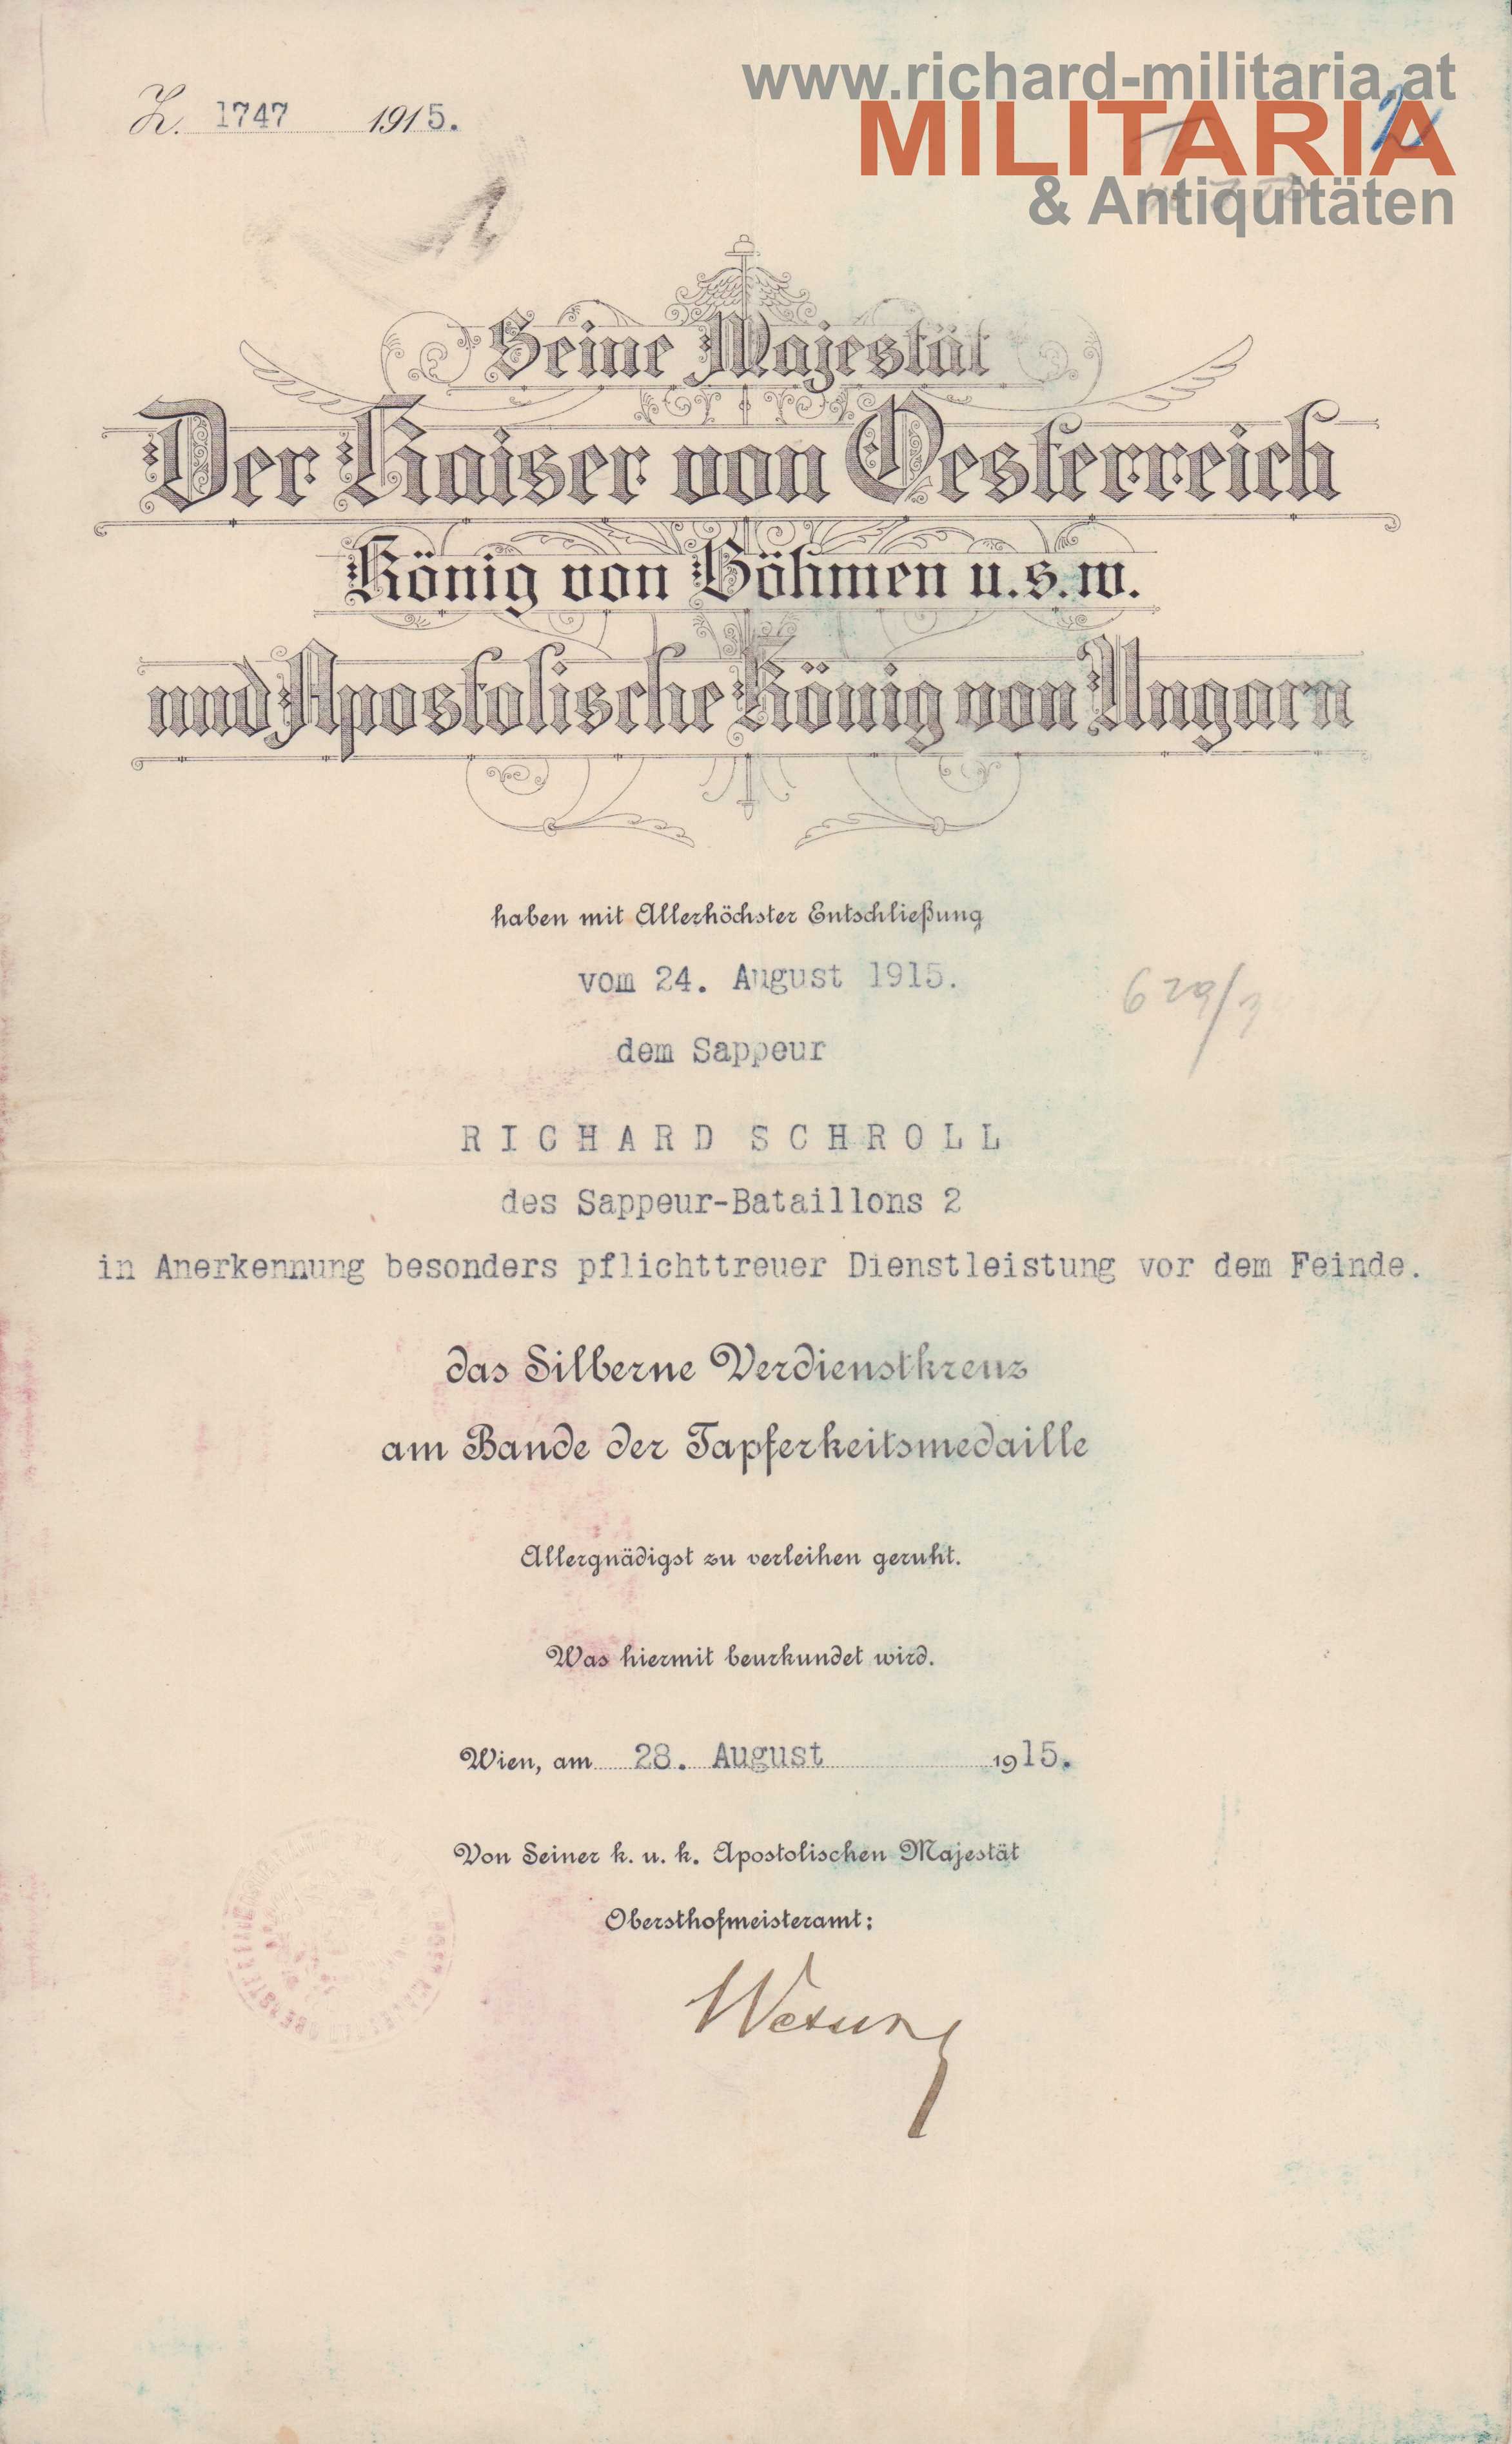 www.richard-militaria.at
MILITARIA
& Antiquitäten
Z. 1747 1915.
Seine Majestät
Der Kaiser von Oesterreich
König von Böhmen u.s.w.
und Apostolische König von Ungarn
haben mit Allerhöchster Entschließung
vom 24. August 1915.
629/
dem Sappeur
RICHARD SCHROLL
des Sappeur-Bataillons 2
in Anerkennung besonders pflichttreuer Dienstleistung vor dem Feinde.
das Silberne Verdienstkreuz
am Bande der Tapferkeitsmedaille
Allergnädigst zu verleihen geruht.
Was hiermit beurkundet wird.
Wien, am 28. August 1915.
Von Seiner k. u. k. Apostolischen Majestät
Obersthofmeisteramt: